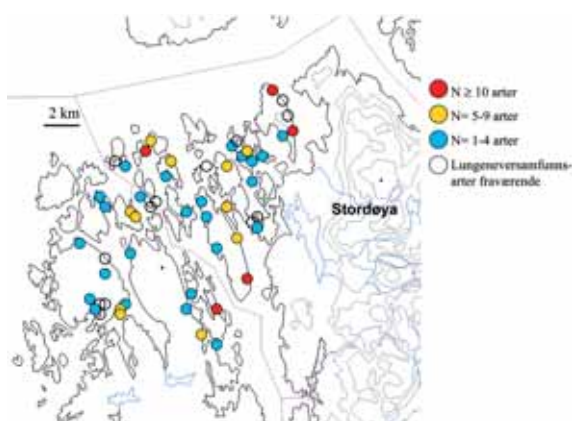 2 km
Stordøya
N ≥ 10 arter
N= 5-9 arter
N= 1-4 arter
Lungeneversamfunns-
arter fraværende